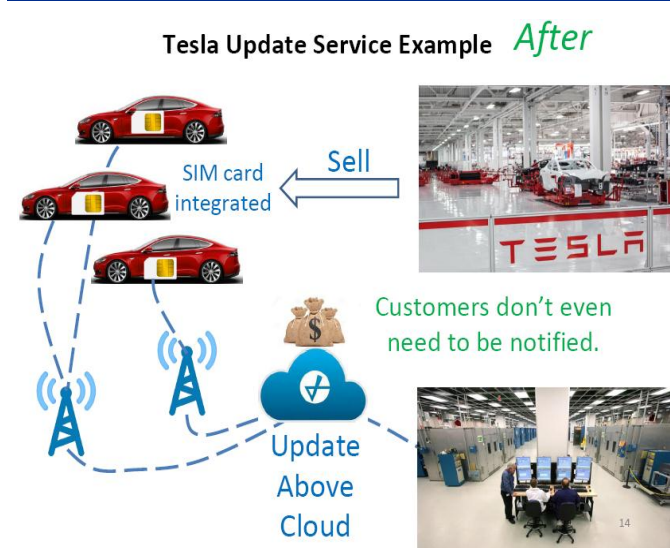 Tesla Update Service Example After
SIM card
integrated
Sell
TESLA
Customers don’t even
need to be notified.
$
Update
Above
Cloud
14